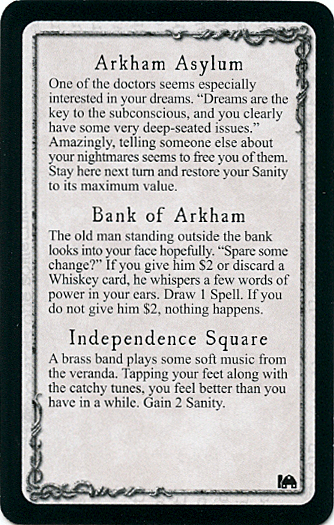 Arkham Asylum
One of the doctors seems especially
interested in your dreams. “Dreams are the
key to the subconscious, and you clearly
have some very deep-seated issues.”
Amazingly, telling someone else about
your nightmares seems to free you of them.
Stay here next turn and restore your Sanity
to its maximum value.
Bank of Arkham
The old man standing outside the bank
looks into your face hopefully. “Spare some
change?” If you give him $2 or discard a
Whiskey card, he whispers a few words of
power in your ears. Draw 1 Spell. If you
do not give him $2, nothing happens.
Independence Square
A brass band plays some soft music from
the veranda. Tapping your feet along with
the catchy tunes, you feel better than you
have in a while. Gain 2 Sanity.